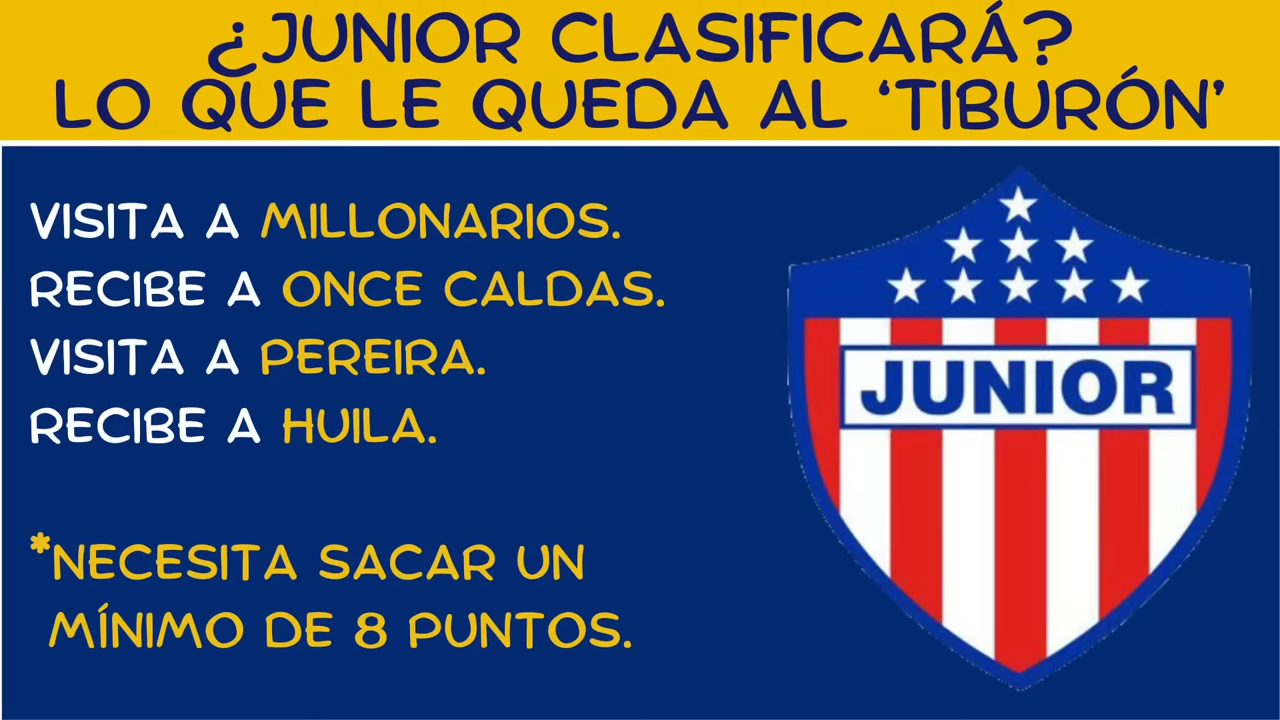 ¿JUNIOR CLASIFICARÁ?
LO QUE LE QUEDA AL ‘TIBURÓN’
VISITA A MILLONARIOS.
RECIBE A ONCE CALDAS.
VISITA A PEREIRA.
RECIBE A HUILA.
*NECESITA SACAR UN
MÍNIMO DE 8 PUNTOS.
JUNIOR